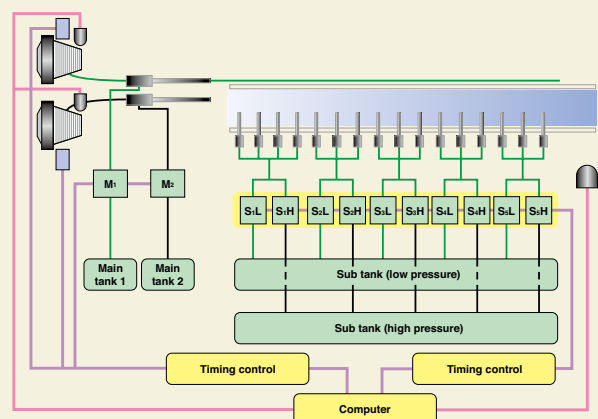 M1
M2
S1L
S1H
S2L
S2H
S3L
S3H
S4L
S4H
S5L
S5H
Main
tank 1
Main
tank 2
Sub tank (low pressure)
Sub tank (high pressure)
Timing control
Timing control
Computer